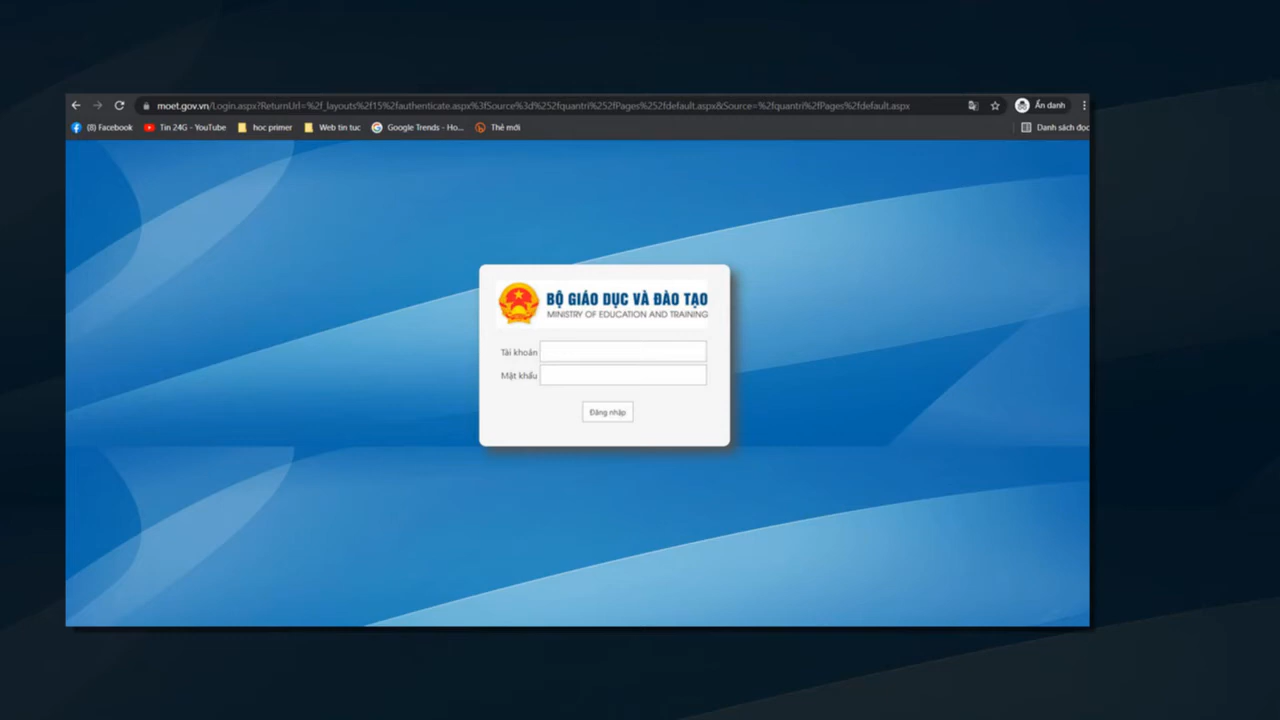 moet.gov.vn/Login.aspx?ReturnUrl=%2f_layouts%2f15%2fauthenticate.aspx%3fSource%3d%252fquantri%252fPages%252fdefault.aspx&Source=%2fquantri%2fPages%2fdefault.aspx
Ẩn danh
(8) Facebook
Tin 24G - YouTube
hoc primer
Web tin tuc
Google Trends - Ho...
Thẻ mới
Danh sách đọc
BỘ GIÁO DỤC VÀ ĐÀO TẠO
MINISTRY OF EDUCATION AND TRAINING
Tài khoản
Mật khẩu
Đăng nhập